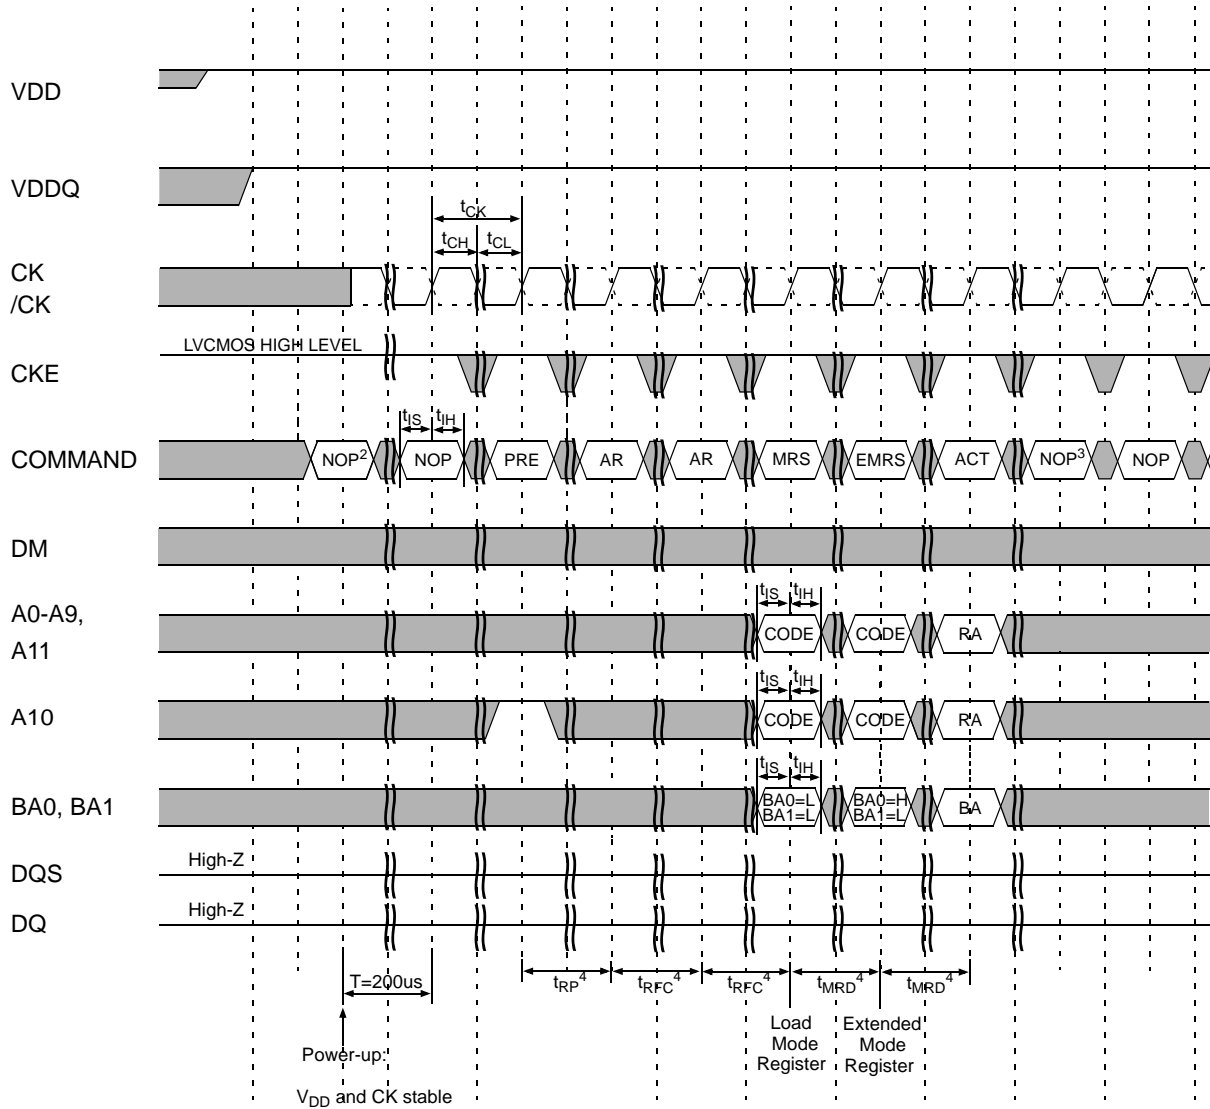 VDD
VDDQ
tCK
tCH tCL
CK
/CK
LVCMOS HIGH LEVEL
CKE
tIS tIH
COMMAND NOP2 NOP PRE AR AR MRS EMRS ACT NOP3 NOP
DM
tIS tIH
A0-A9,
A11
CODE CODE RA
tIS tIH
A10 CODE CODE RA
tIS tIH
BA0, BA1
BA0=L BA0=H
BA1=L BA1=L
BA
High-Z
DQS
High-Z
DQ
T=200us tRP4 tRFC4 tRFC4 tMRD4 tMRD4
Load Extended
Mode Mode
Register Register
Power-up:
VDD and CK stable